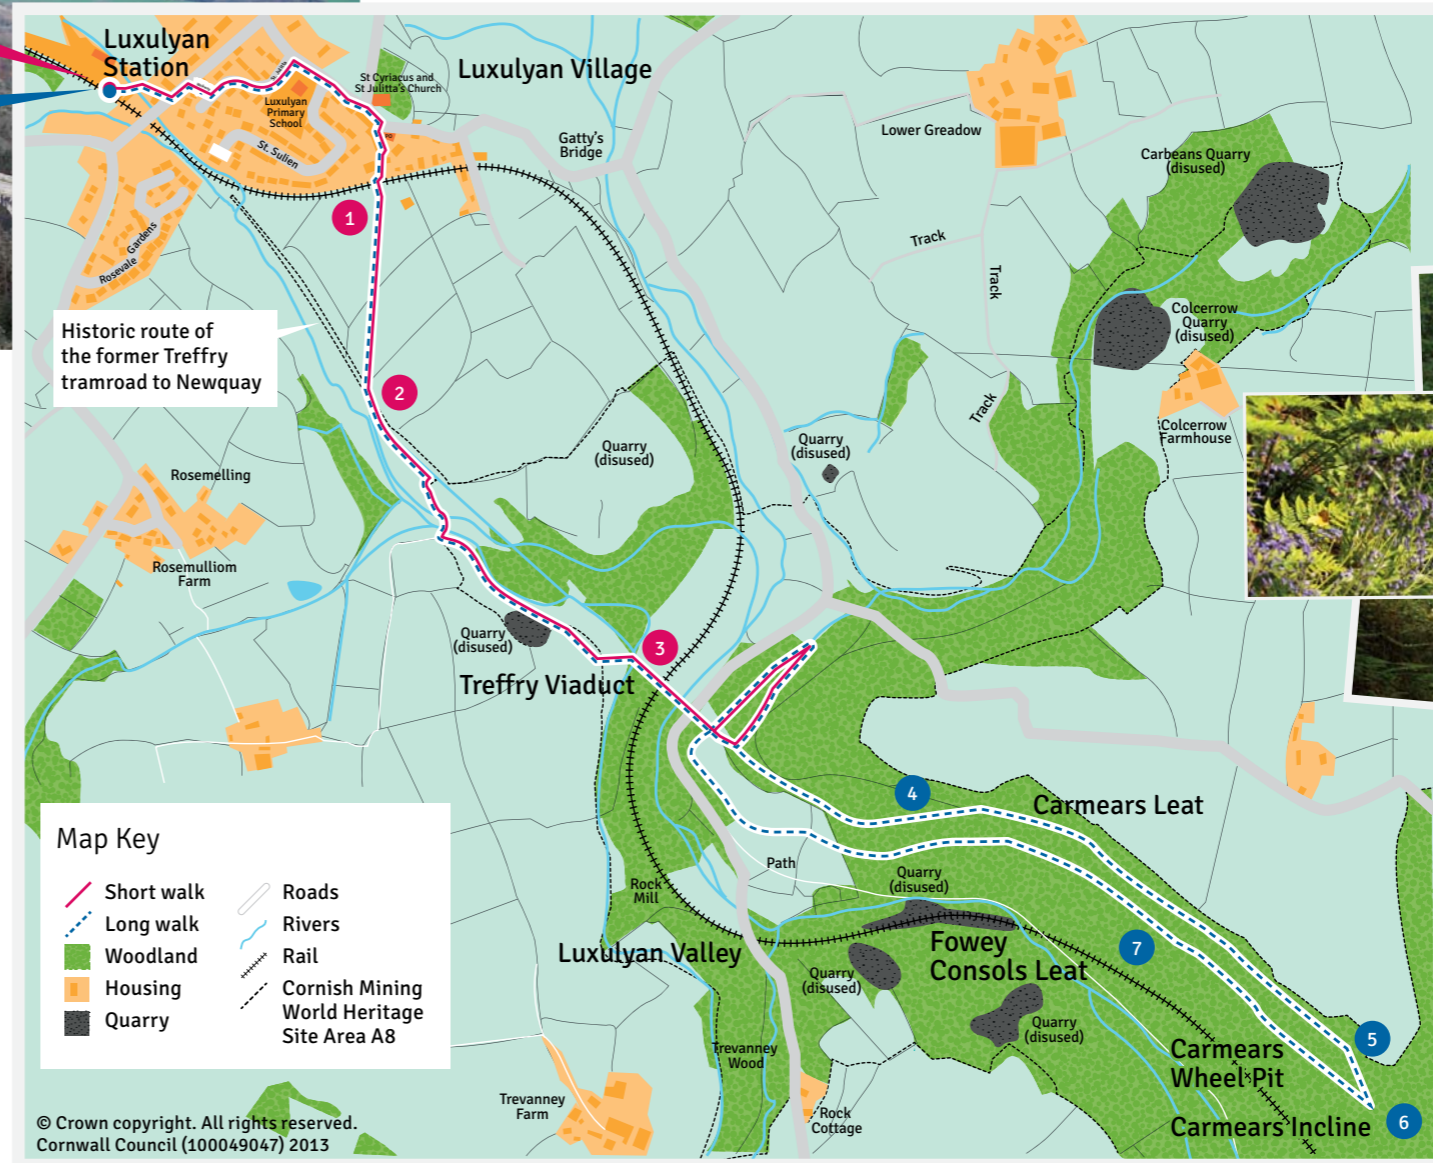 Luxulyan
Station
Luxulyan Village
St Cyriacus and
St Julitta's Church
Luxulyan
Primary
School
St. Sulien
Gatty's
Bridge
Lower Greadow
Carbeans Quarry
(disused)
1
Rosevale Gardens
Track
Track
Historic route of
the former Treffry
tramroad to Newquay
Colcerrow
Quarry
(disused)
2
Track
Colcerrow
Farmhouse
Quarry
(disused)
Quarry
(disused)
Rosemelling
Rosemulliom
Farm
Quarry
(disused)
3
Treffry Viaduct
4
Carmears Leat
Map Key
Short walk
Long walk
Woodland
Housing
Quarry
Roads
Rivers
Rail
Cornish Mining
World Heritage
Site Area A8
Path
Quarry
(disused)
Rock
Mill
Luxulyan Valley
Fowey
Consols Leat
7
Quarry
(disused)
Quarry
(disused)
5
Carmears
Wheel Pit
Trevanney
Wood
Trevanney
Farm
Rock
Cottage
Carmears Incline
6
© Crown copyright. All rights reserved.
Cornwall Council (100049047) 2013